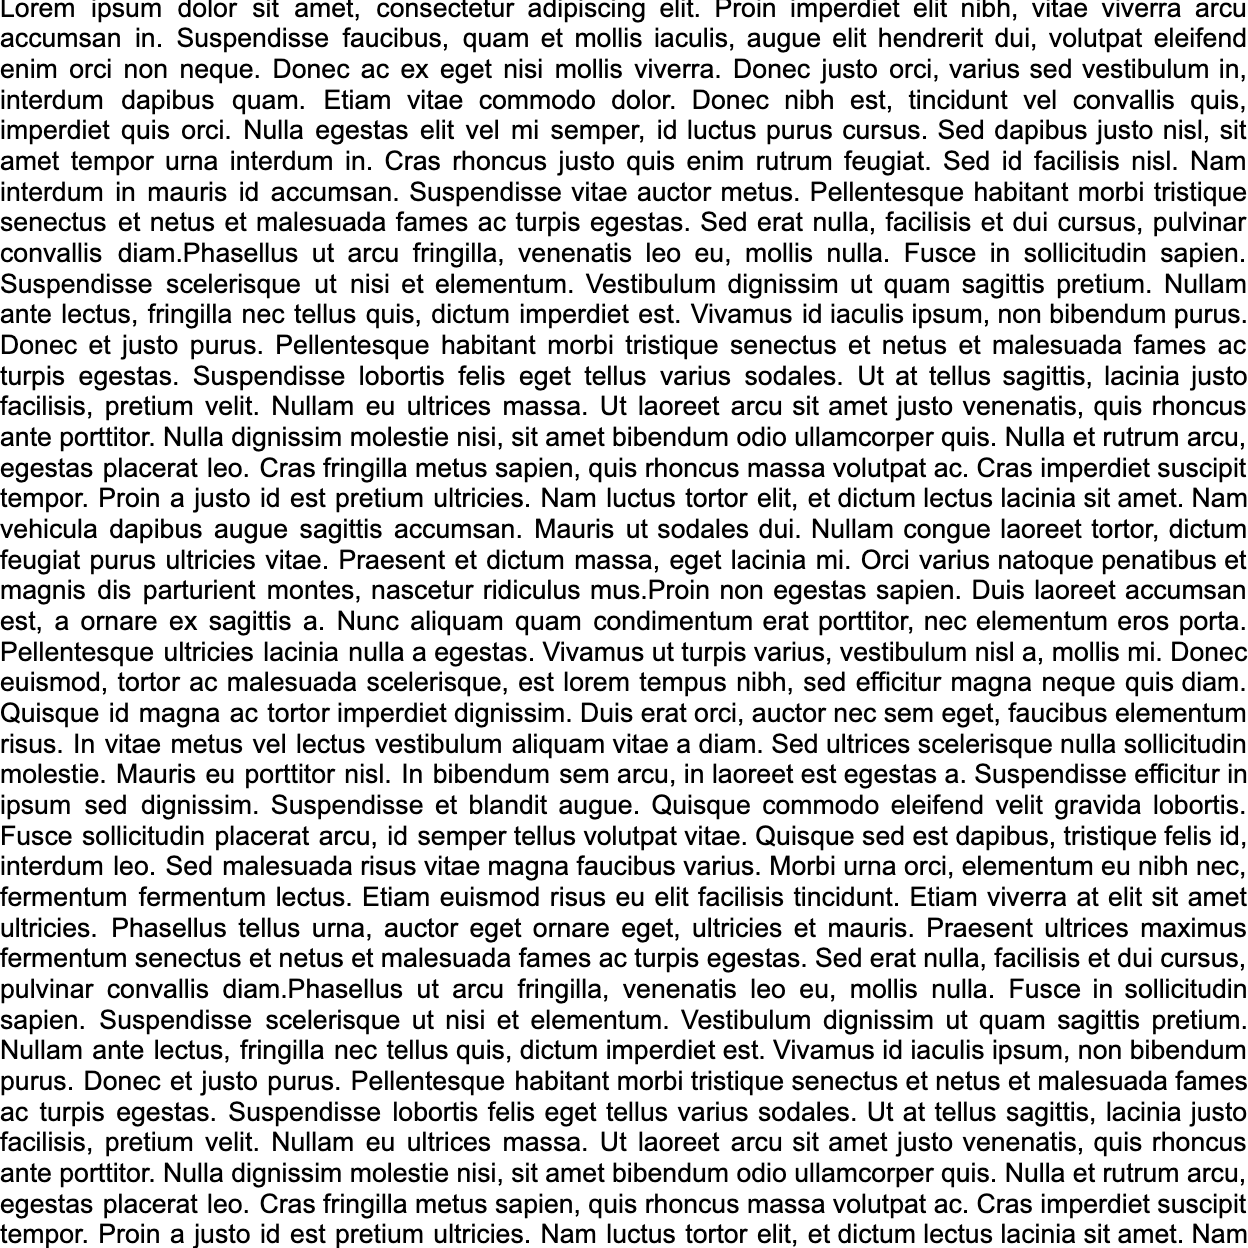 Lorem ipsum dolor sit amet, consectetur adipiscing elit. Proin imperdiet elit nibh, vitae viverra arcu
accumsan in. Suspendisse faucibus, quam et mollis iaculis, augue elit hendrerit dui, volutpat eleifend
enim orci non neque. Donec ac ex eget nisi mollis viverra. Donec justo orci, varius sed vestibulum in,
interdum dapibus quam. Etiam vitae commodo dolor. Donec nibh est, tincidunt vel convallis quis,
imperdiet quis orci. Nulla egestas elit vel mi semper, id luctus purus cursus. Sed dapibus justo nisl, sit
amet tempor urna interdum in. Cras rhoncus justo quis enim rutrum feugiat. Sed id facilisis nisl. Nam
interdum in mauris id accumsan. Suspendisse vitae auctor metus. Pellentesque habitant morbi tristique
senectus et netus et malesuada fames ac turpis egestas. Sed erat nulla, facilisis et dui cursus, pulvinar
convallis diam.Phasellus ut arcu fringilla, venenatis leo eu, mollis nulla. Fusce in sollicitudin sapien.
Suspendisse scelerisque ut nisi et elementum. Vestibulum dignissim ut quam sagittis pretium. Nullam
ante lectus, fringilla nec tellus quis, dictum imperdiet est. Vivamus id iaculis ipsum, non bibendum purus.
Donec et justo purus. Pellentesque habitant morbi tristique senectus et netus et malesuada fames ac
turpis egestas. Suspendisse lobortis felis eget tellus varius sodales. Ut at tellus sagittis, lacinia justo
facilisis, pretium velit. Nullam eu ultrices massa. Ut laoreet arcu sit amet justo venenatis, quis rhoncus
ante porttitor. Nulla dignissim molestie nisi, sit amet bibendum odio ullamcorper quis. Nulla et rutrum arcu,
egestas placerat leo. Cras fringilla metus sapien, quis rhoncus massa volutpat ac. Cras imperdiet suscipit
tempor. Proin a justo id est pretium ultricies. Nam luctus tortor elit, et dictum lectus lacinia sit amet. Nam
vehicula dapibus augue sagittis accumsan. Mauris ut sodales dui. Nullam congue laoreet tortor, dictum
feugiat purus ultricies vitae. Praesent et dictum massa, eget lacinia mi. Orci varius natoque penatibus et
magnis dis parturient montes, nascetur ridiculus mus.Proin non egestas sapien. Duis laoreet accumsan
est, a ornare ex sagittis a. Nunc aliquam quam condimentum erat porttitor, nec elementum eros porta.
Pellentesque ultricies lacinia nulla a egestas. Vivamus ut turpis varius, vestibulum nisl a, mollis mi. Donec
euismod, tortor ac malesuada scelerisque, est lorem tempus nibh, sed efficitur magna neque quis diam.
Quisque id magna ac tortor imperdiet dignissim. Duis erat orci, auctor nec sem eget, faucibus elementum
risus. In vitae metus vel lectus vestibulum aliquam vitae a diam. Sed ultrices scelerisque nulla sollicitudin
molestie. Mauris eu porttitor nisl. In bibendum sem arcu, in laoreet est egestas a. Suspendisse efficitur in
ipsum sed dignissim. Suspendisse et blandit augue. Quisque commodo eleifend velit gravida lobortis.
Fusce sollicitudin placerat arcu, id semper tellus volutpat vitae. Quisque sed est dapibus, tristique felis id,
interdum leo. Sed malesuada risus vitae magna faucibus varius. Morbi urna orci, elementum eu nibh nec,
fermentum fermentum lectus. Etiam euismod risus eu elit facilisis tincidunt. Etiam viverra at elit sit amet
ultricies. Phasellus tellus urna, auctor eget ornare eget, ultricies et mauris. Praesent ultrices maximus
fermentum senectus et netus et malesuada fames ac turpis egestas. Sed erat nulla, facilisis et dui cursus,
pulvinar convallis diam.Phasellus ut arcu fringilla, venenatis leo eu, mollis nulla. Fusce in sollicitudin
sapien. Suspendisse scelerisque ut nisi et elementum. Vestibulum dignissim ut quam sagittis pretium.
Nullam ante lectus, fringilla nec tellus quis, dictum imperdiet est. Vivamus id iaculis ipsum, non bibendum
purus. Donec et justo purus. Pellentesque habitant morbi tristique senectus et netus et malesuada fames
ac turpis egestas. Suspendisse lobortis felis eget tellus varius sodales. Ut at tellus sagittis, lacinia justo
facilisis, pretium velit. Nullam eu ultrices massa. Ut laoreet arcu sit amet justo venenatis, quis rhoncus
ante porttitor. Nulla dignissim molestie nisi, sit amet bibendum odio ullamcorper quis. Nulla et rutrum arcu,
egestas placerat leo. Cras fringilla metus sapien, quis rhoncus massa volutpat ac. Cras imperdiet suscipit
tempor. Proin a justo id est pretium ultricies. Nam luctus tortor elit, et dictum lectus lacinia sit amet. Nam